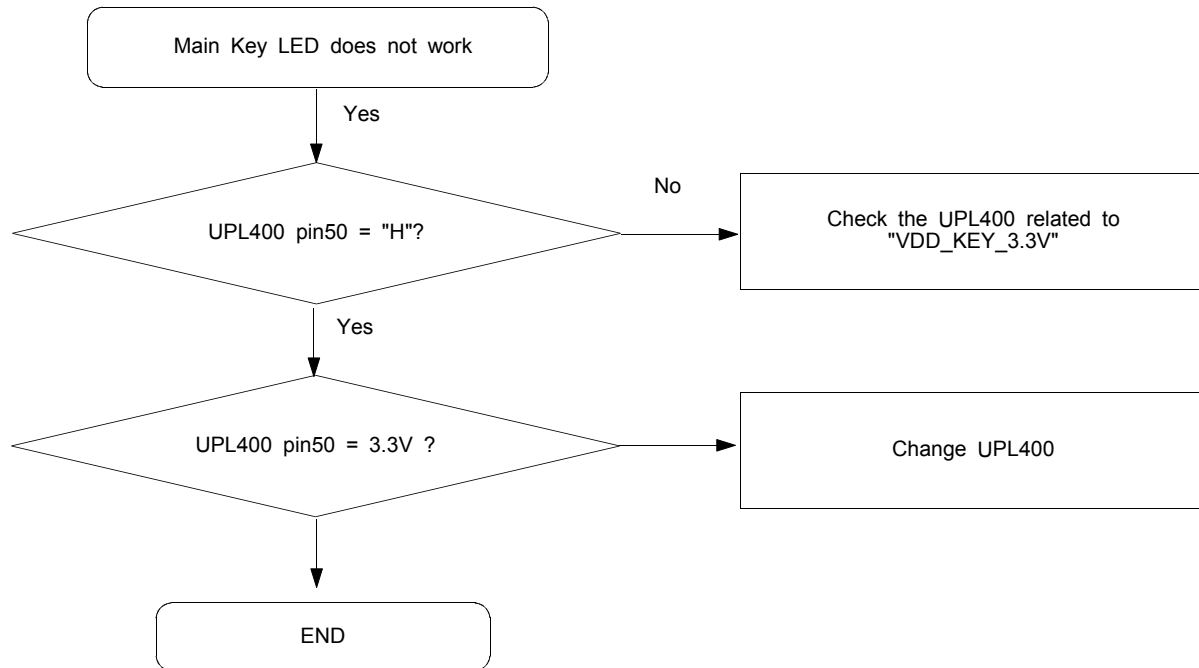 Main Key LED does not work
Yes
UPL400 pin50 = "H"?
No
Check the UPL400 related to
"VDD_KEY_3.3V"
Yes
UPL400 pin50 = 3.3V ?
Change UPL400
END